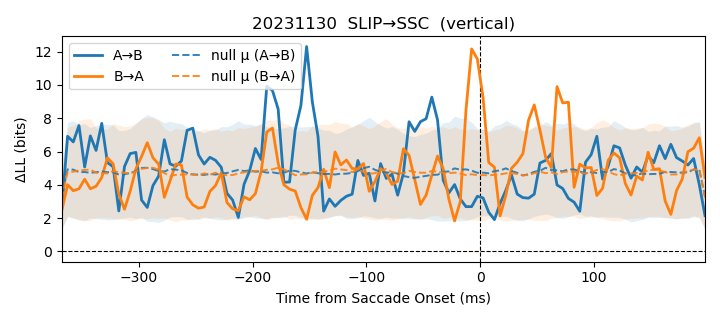 20231130  SLIP→SSC  (vertical)
A→B
B→A
null μ (A→B)
null μ (B→A)
ΔLL (bits)
12
10
8
6
4
2
0
−300
−200
−100
0
100
Time from Saccade Onset (ms)